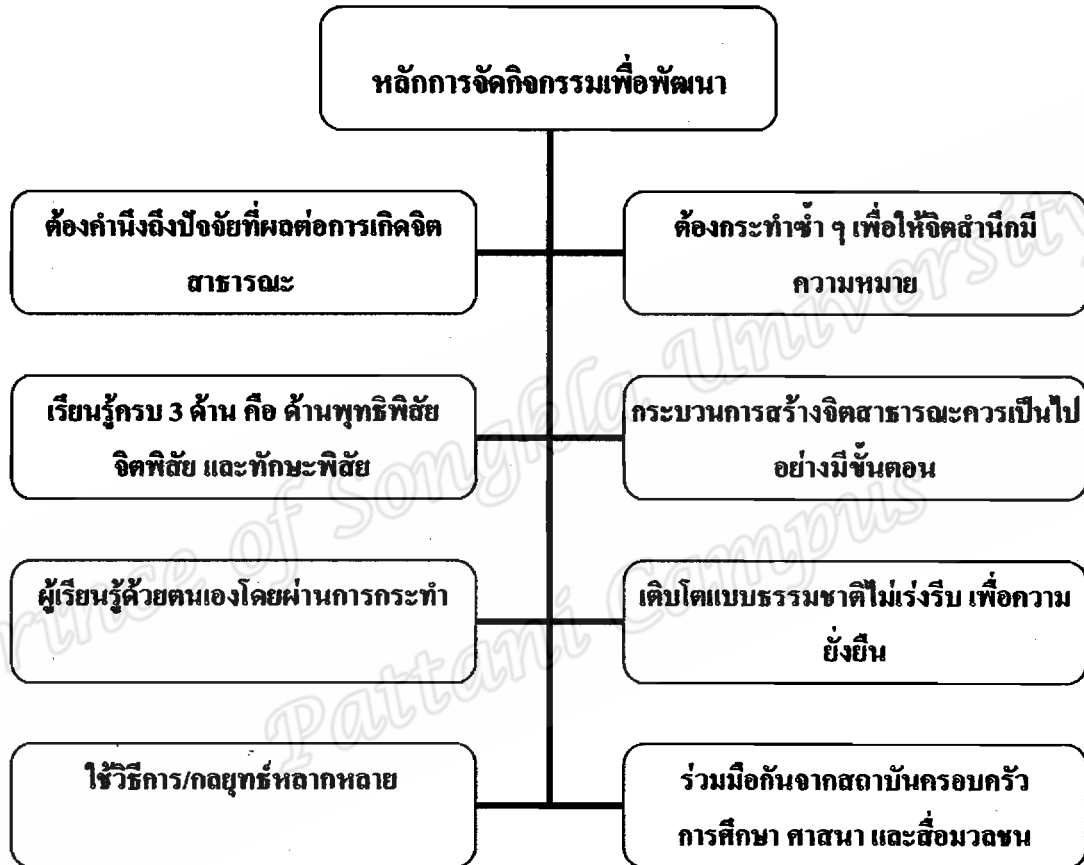 หลักการจัดกิจกรรมเพื่อพัฒนา
ต้องคำนึงถึงปัจจัยที่ผลต่อการเกิดจิต
สาธารณะ
ต้องกระทำซ้ำ ๆ เพื่อให้จิตสำนึกมี
ความหมาย
เรียนรู้ครบ 3 ด้าน คือ ด้านพุทธิพิสัย
จิตพิสัย และทักษะพิสัย
กระบวนการสร้างจิตสาธารณะควรเป็นไป
อย่างมีขั้นตอน
ผู้เรียนรู้ด้วยตนเองโดยผ่านการกระทำ
เติบโตแบบธรรมชาติไม่เร่งรีบ เพื่อความ
ยั่งยืน
ใช้วิธีการ/กลยุทธ์หลากหลาย
ร่วมมือกันจากสถาบันครอบครัว
การศึกษา ศาสนา และสื่อมวลชน
Prince of Songkla University
Pattani Campus